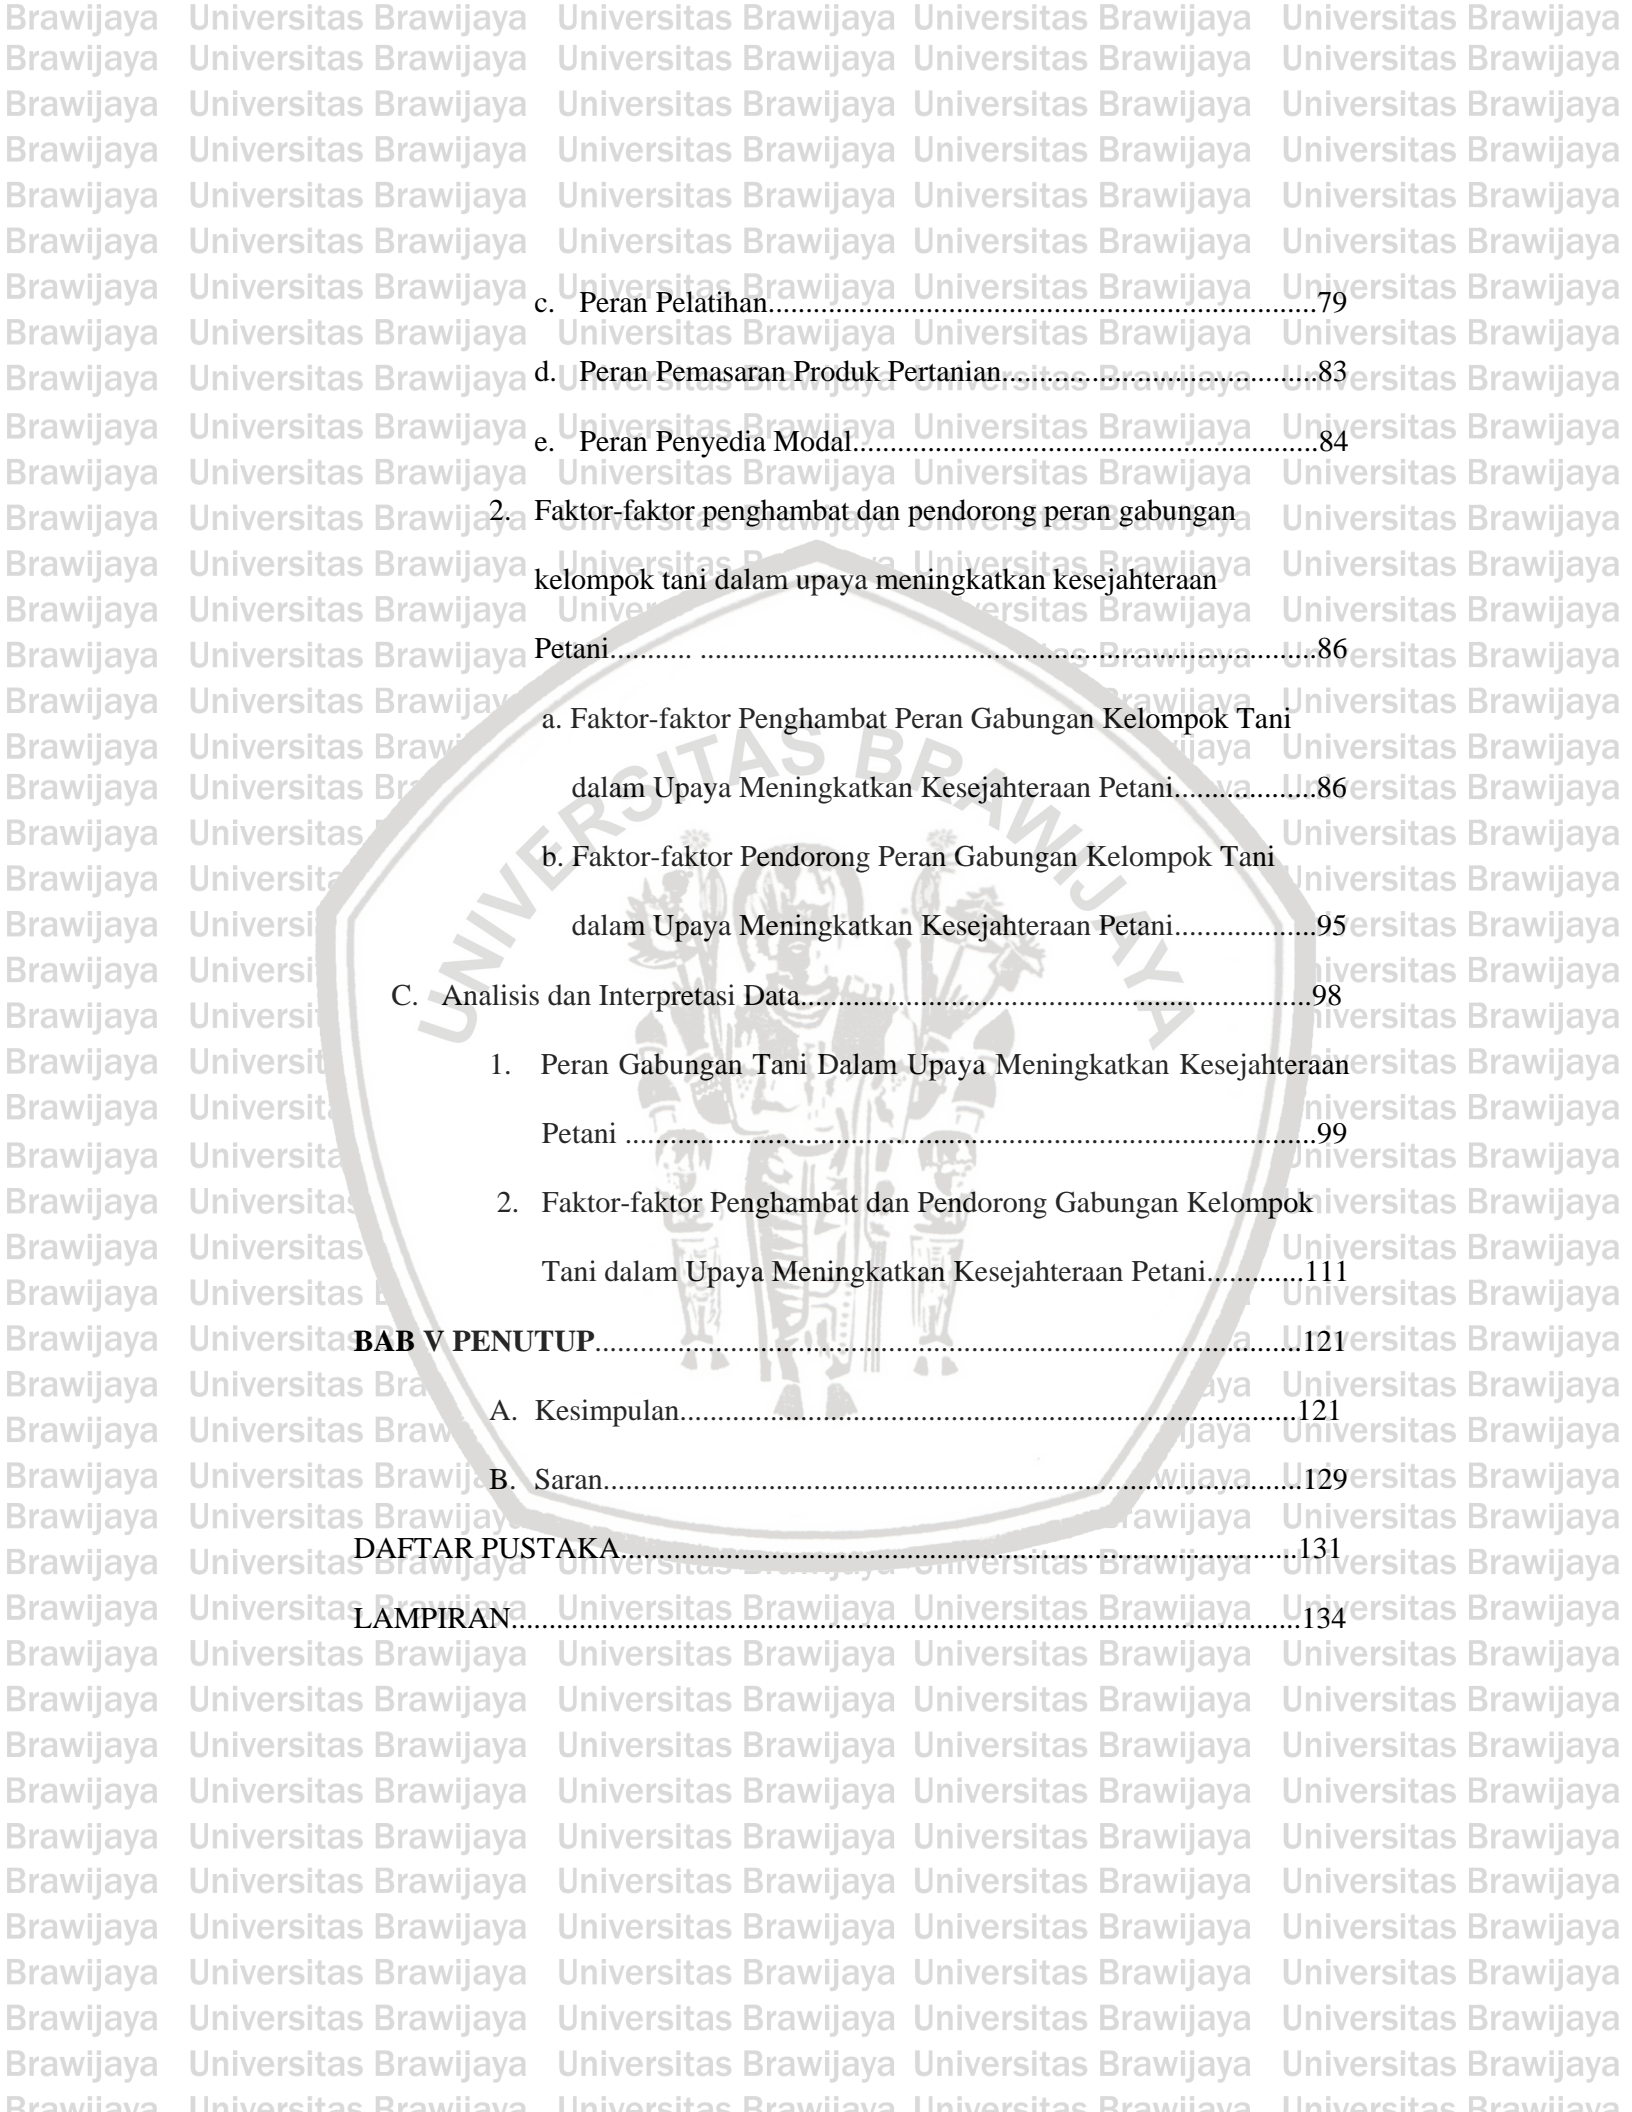 c. Peran Pelatihan.........................................................................79
d. Peran Pemasaran Produk Pertanian..........................................83
e. Peran Penyedia Modal.............................................................84
2. Faktor-faktor penghambat dan pendorong peran gabungan
kelompok tani dalam upaya meningkatkan kesejahteraan
Petani........... ..................................................................................86
a. Faktor-faktor Penghambat Peran Gabungan Kelompok Tani
dalam Upaya Meningkatkan Kesejahteraan Petani...................86
b. Faktor-faktor Pendorong Peran Gabungan Kelompok Tani
dalam Upaya Meningkatkan Kesejahteraan Petani...................95
C. Analisis dan Interpretasi Data....................................................................98
1. Peran Gabungan Tani Dalam Upaya Meningkatkan Kesejahteraan
Petani ............................................................................................99
2. Faktor-faktor Penghambat dan Pendorong Gabungan Kelompok
Tani dalam Upaya Meningkatkan Kesejahteraan Petani.............111
BAB V PENUTUP..............................................................................................121
A. Kesimpulan..................................................................................121
B. Saran.............................................................................................129
DAFTAR PUSTAKA..........................................................................................131
LAMPIRAN.........................................................................................................134
UNIVERSITAS BRAWIJAYA